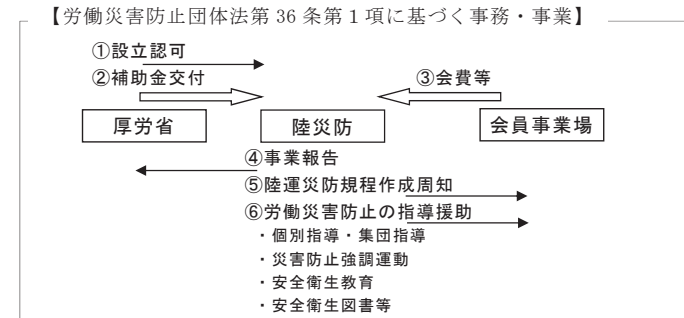 【労働災害防止団体法第 36 条第 1 項に基づく事務・事業】
①設立認可
②補助金交付
③会費等
厚労省
陸災防
会員事業場
④事業報告
⑤陸運災防規程作成周知
⑥労働災害防止の指導援助
・個別指導・集団指導
・災害防止強調運動
・安全衛生教育
・安全衛生図書等